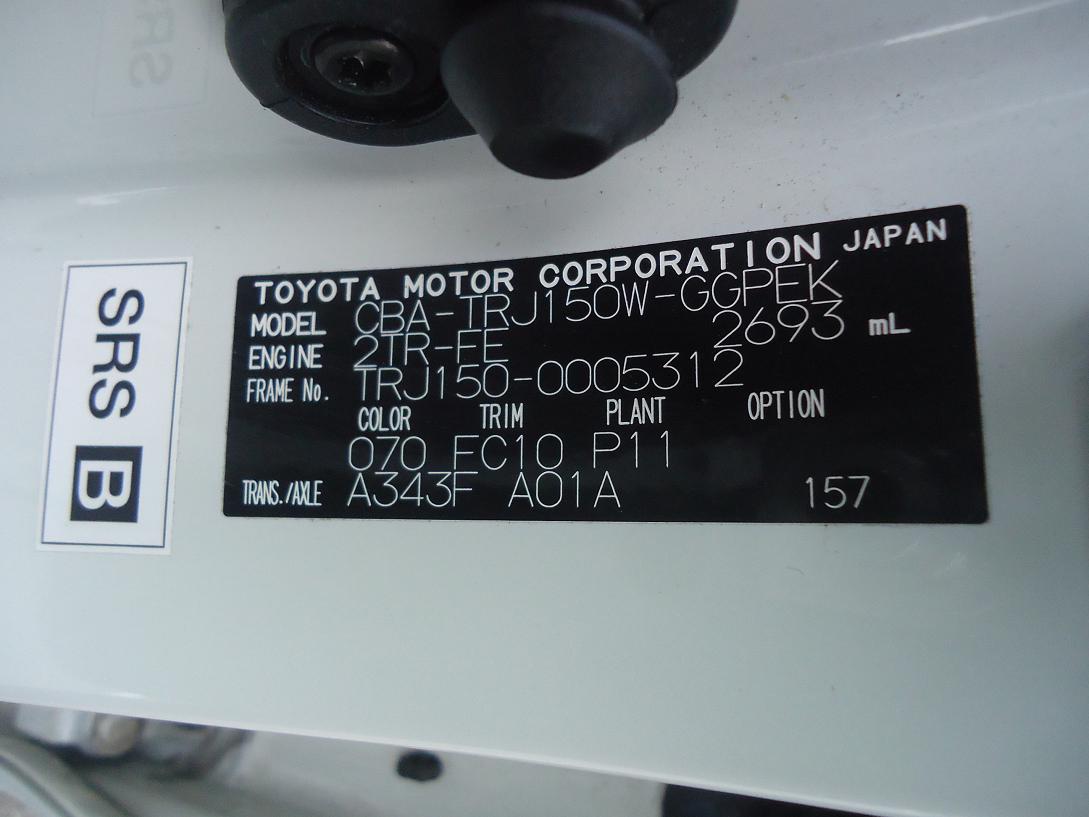 SRS
SRS B
TOYOTA MOTOR CORPORATION JAPAN
MODEL CBA-TRJ150W-GGPEK
ENGINE 2TR-FE 2693 mL
FRAME No. TRJ150-0005312
COLOR TRIM PLANT OPTION
070 FC10 P11
TRANS./AXLE A343F A01A 157